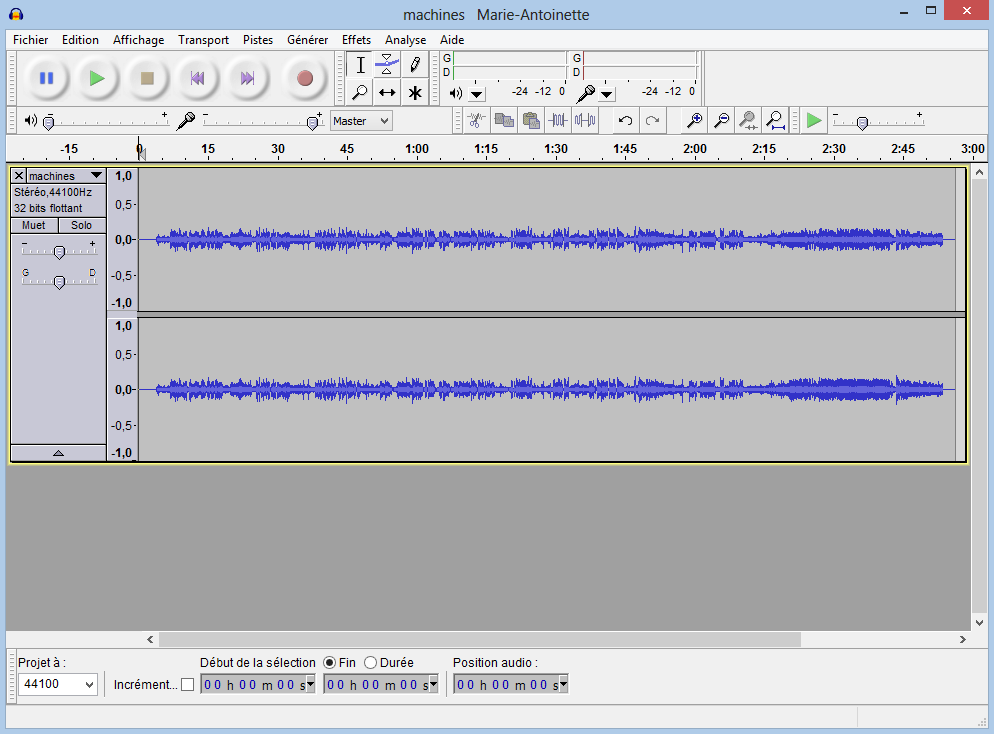 machines Marie-Antoinette
Fichier Edition Affichage Transport Pistes Générer Effets Analyse Aide
G
D
-24 -12 0
G
D
-24 -12 0
- +
- +
Master
- +
-15 0 15 30 45 1:00 1:15 1:30 1:45 2:00 2:15 2:30 2:45 3:00
machines
Stéréo,44100Hz
32 bits flottant
Muet Solo
- +
G D
1,0
0,5-
0,0-
-0,5-
-1,0
1,0
0,5-
0,0-
-0,5-
-1,0
Projet à :
44100
Incrément...
Début de la sélection
Fin
Durée
Position audio :
00 h 00 m 00 s
00 h 00 m 00 s
00 h 00 m 00 s